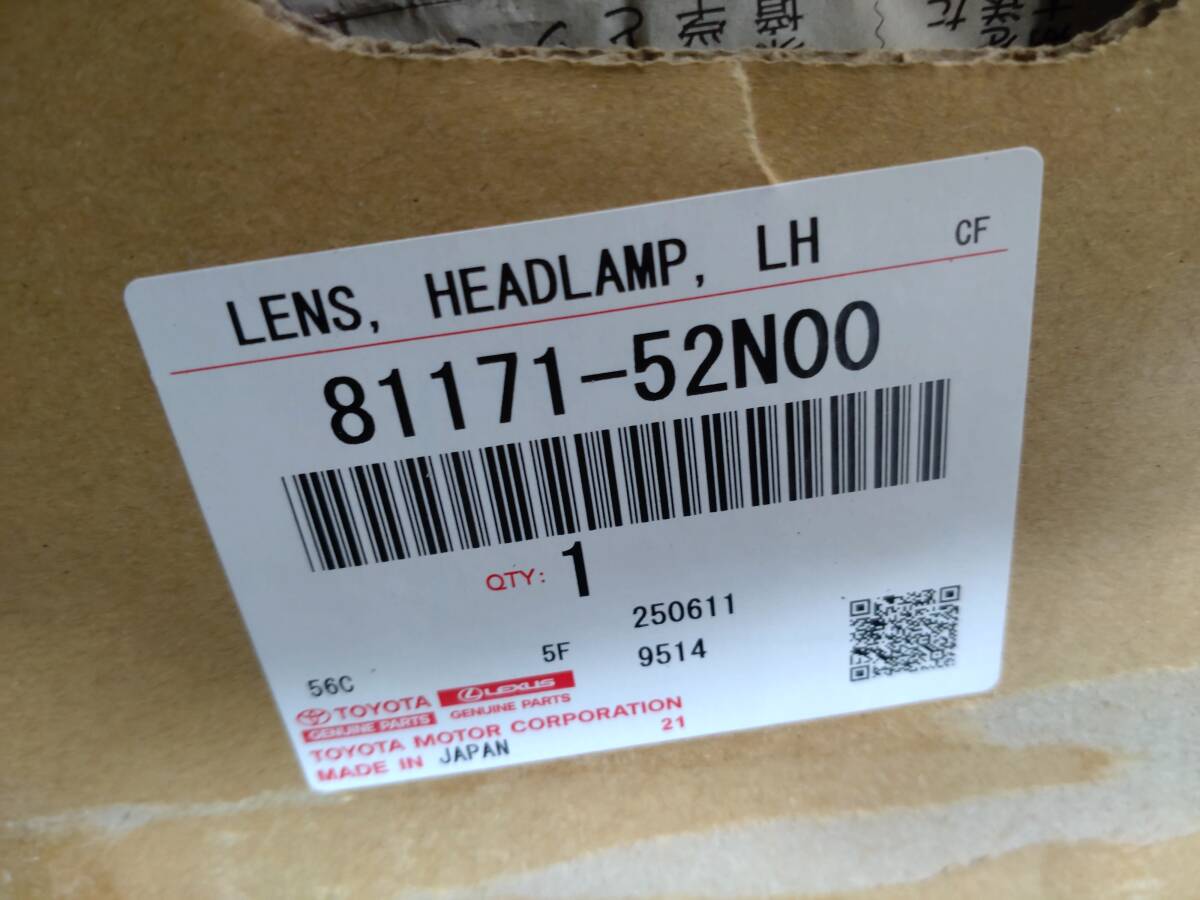 LENS, HEADLAMP, LH
CF
81171-52N00
QTY: 1
250611
5F
9514
56C
TOYOTA
GENUINE PARTS
LEXUS
GENUINE PARTS
TOYOTA MOTOR CORPORATION
21
MADE IN JAPAN